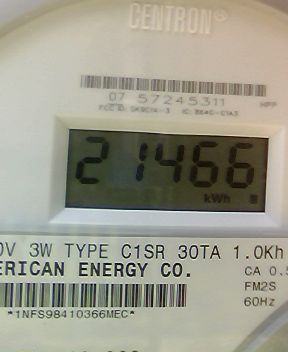 CENTRON®
07 57245311 HPP
21466
kWh
0V 3W TYPE C1SR 30TA 1.0Kh
ERICAN ENERGY CO.
CA 0.5
FM2S
60Hz
*1NFS98410366MEC*